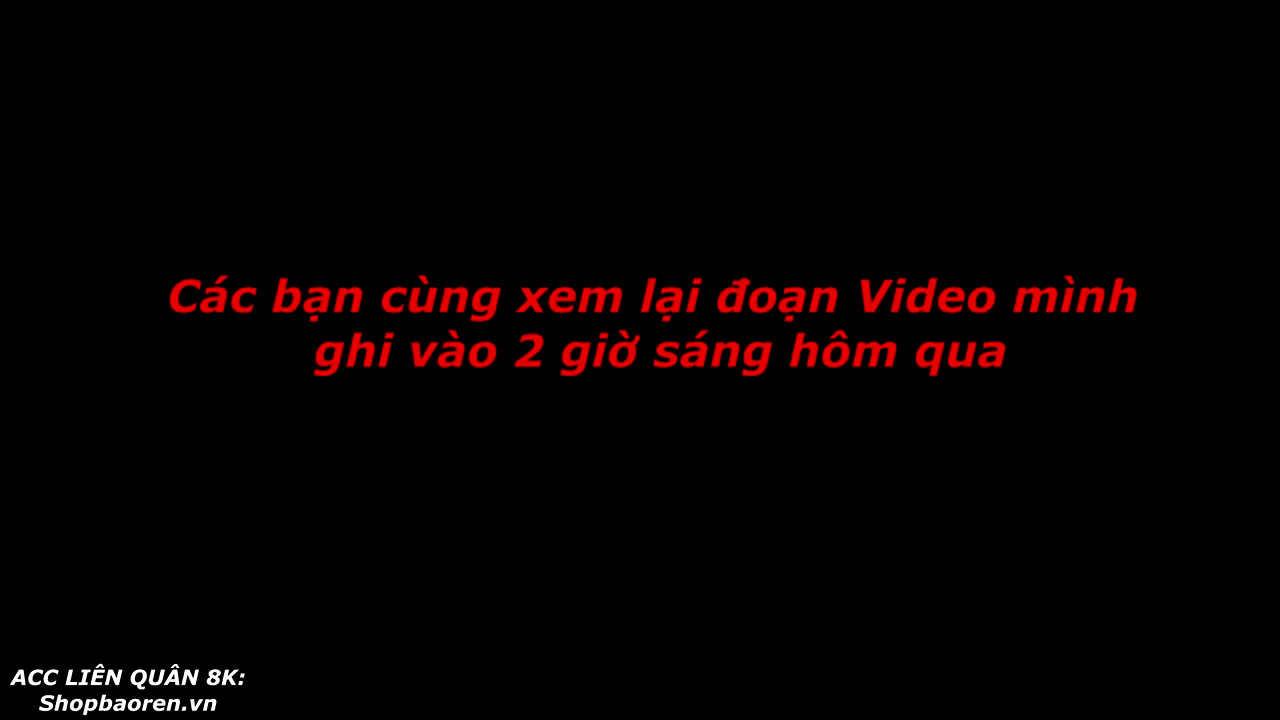 Các bạn cùng xem lại đoạn Video mình
ghi vào 2 giờ sáng hôm qua
ACC LIÊN QUÂN 8K:
Shopbaoren.vn